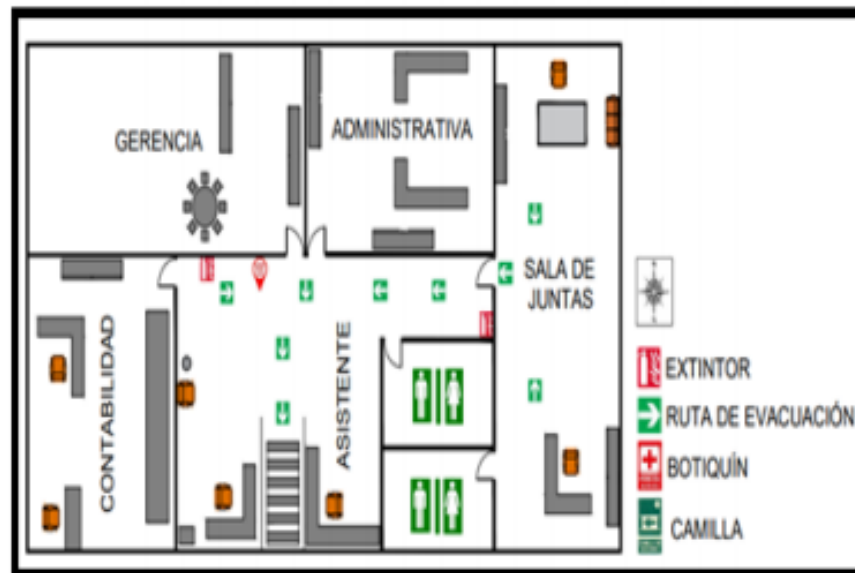 GERENCIA
ADMINISTRATIVA
SALA DE
JUNTAS
CONTABILIDAD
ASISTENTE
EXTINTOR
RUTA DE EVACUACIÓN
BOTIQUÍN
CAMILLA